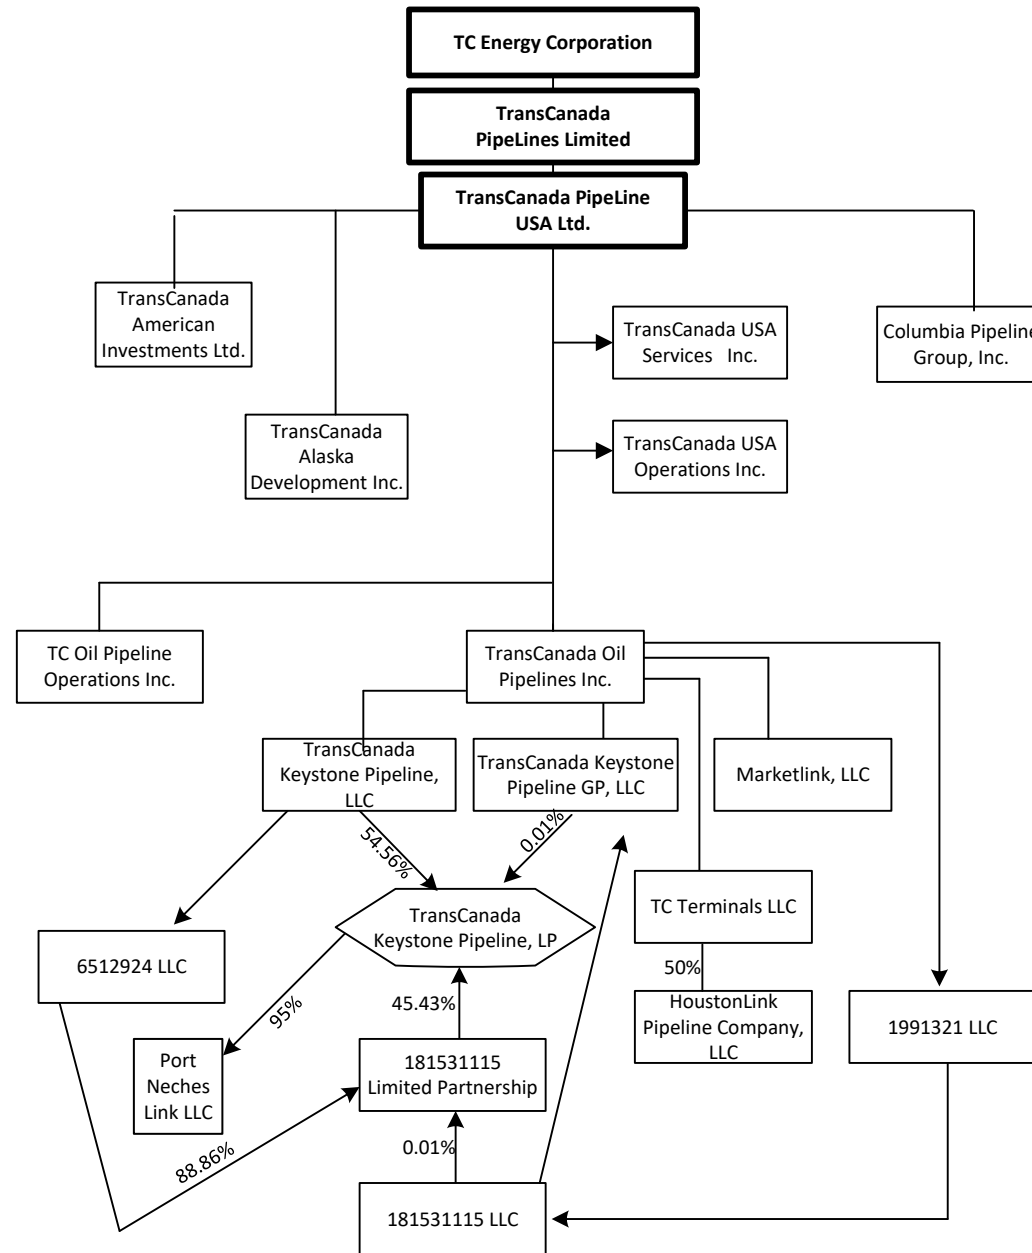 TC Energy Corporation
TransCanada
PipeLines Limited
TransCanada PipeLine
USA Ltd.
TransCanada
American
Investments Ltd.
TransCanada USA
Services Inc.
Columbia Pipeline
Group, Inc.
TransCanada
Alaska
Development Inc.
TransCanada USA
Operations Inc.
TC Oil Pipeline
Operations Inc.
TransCanada Oil
Pipelines Inc.
TransCanada
Keystone Pipeline,
LLC
TransCanada Keystone
Pipeline GP, LLC
Marketlink, LLC
54.56%
0.01%
TransCanada
Keystone Pipeline, LP
TC Terminals LLC
6512924 LLC
50%
45.43%
95%
HoustonLink
Pipeline Company,
LLC
1991321 LLC
Port
Neches
Link LLC
181531115
Limited Partnership
88.86%
0.01%
181531115 LLC